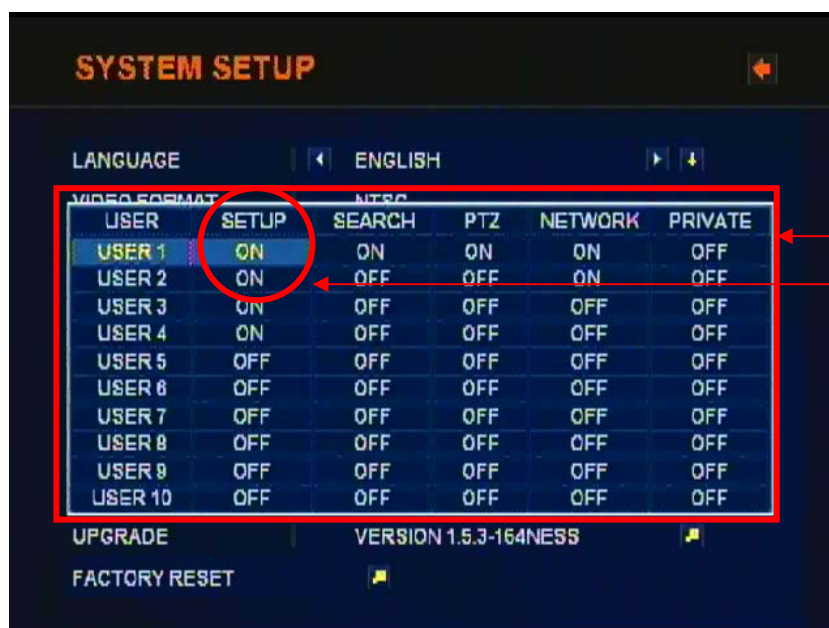 SYSTEM SETUP
LANGUAGE ENGLISH
VIDEO FORMAT NTSC
USER SETUP SEARCH PTZ NETWORK PRIVATE
USER 1 ON ON ON ON OFF
USER 2 ON OFF OFF ON OFF
USER 3 ON OFF OFF OFF OFF
USER 4 ON OFF OFF OFF OFF
USER 5 OFF OFF OFF OFF OFF
USER 6 OFF OFF OFF OFF OFF
USER 7 OFF OFF OFF OFF OFF
USER 8 OFF OFF OFF OFF OFF
USER 9 OFF OFF OFF OFF OFF
USER 10 OFF OFF OFF OFF OFF
UPGRADE VERSION 1.5.3-164NESS
FACTORY RESET